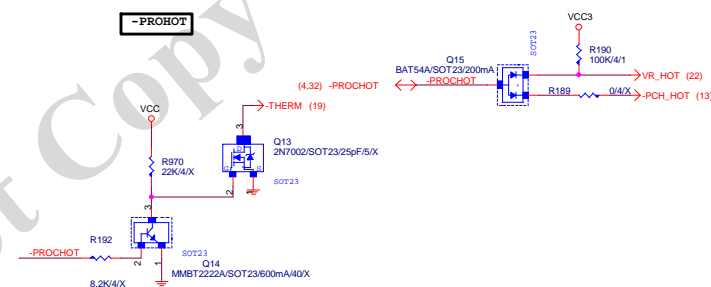 -PROHOT
VCC3
SOT23
Q15
BAT54A/SOT23/200mA
R190
100K/4/1
(4,32) -PROCHOT
-PROCHOT
VR_HOT (22)
R189
0/4/X
-PCH_HOT (13)
VCC
-THERM (19)
3
Q13
2N7002/SOT23/25pF/5/X
D
G
S
R970
22K/4/X
2
1
SOT23
3
R192
SOT23
-PROCHOT
2
1
Q14
MMBT2222A/SOT23/600mA/40/X
8.2K/4/X
ot Copy